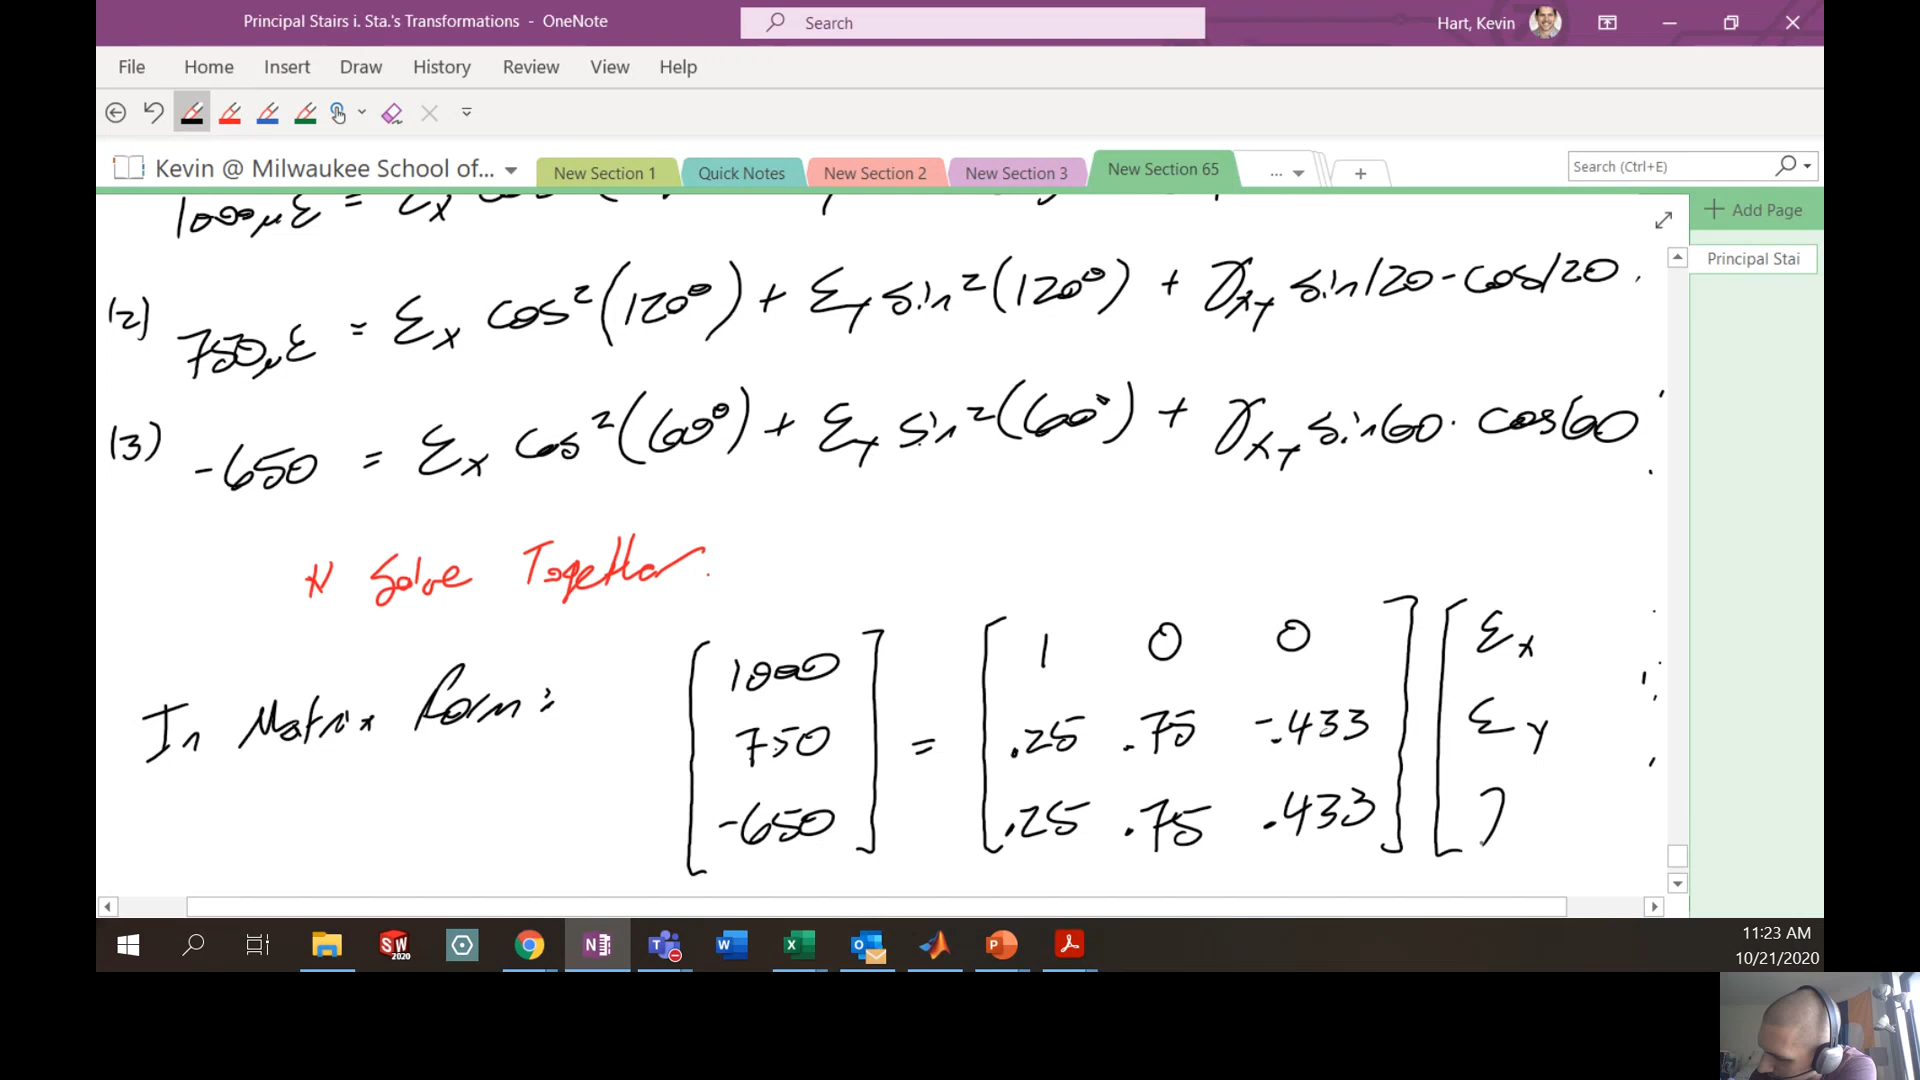 Principal Stairs i. Sta.'s Transformations - OneNote
Search
Hart, Kevin
File Home Insert Draw History Review View Help
Kevin @ Milwaukee School of...
New Section 1
Quick Notes
New Section 2
New Section 3
New Section 65
...
Search (Ctrl+E)
Add Page
Principal Stai
1000με = εx
(2) 750με = εx cos²(120°) + εy sin²(120°) + γxy sin120 - cos120
(3) -650 = εx cos²(60°) + εy sin²(60°) + γxy sin60 · cos60
Solve Together.
In Matrix Form:
[1000] = [1 0 0] [εx]
[750] [.25 .75 -.433] [εy]
[-650] [.25 .75 .433]
SW
2020
11:23 AM
10/21/2020